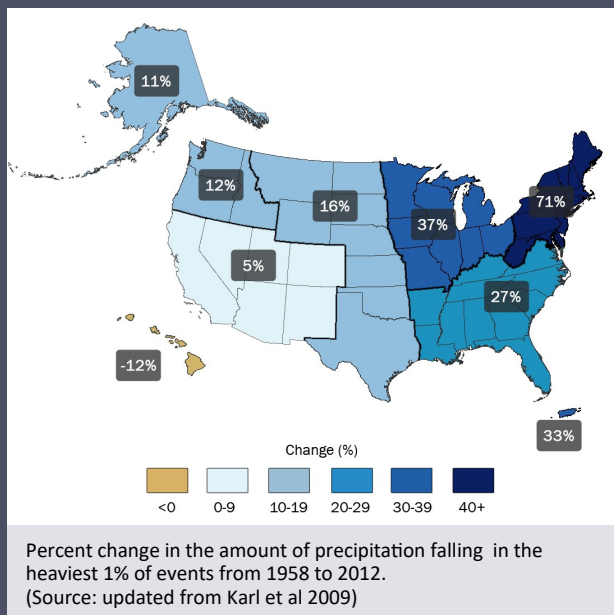 11%
12%
16%
71%
37%
5%
27%
-12%
33%
Change (%)
<0 0-9 10-19 20-29 30-39 40+
Percent change in the amount of precipitation falling in the
heaviest 1% of events from 1958 to 2012.
(Source: updated from Karl et al 2009)